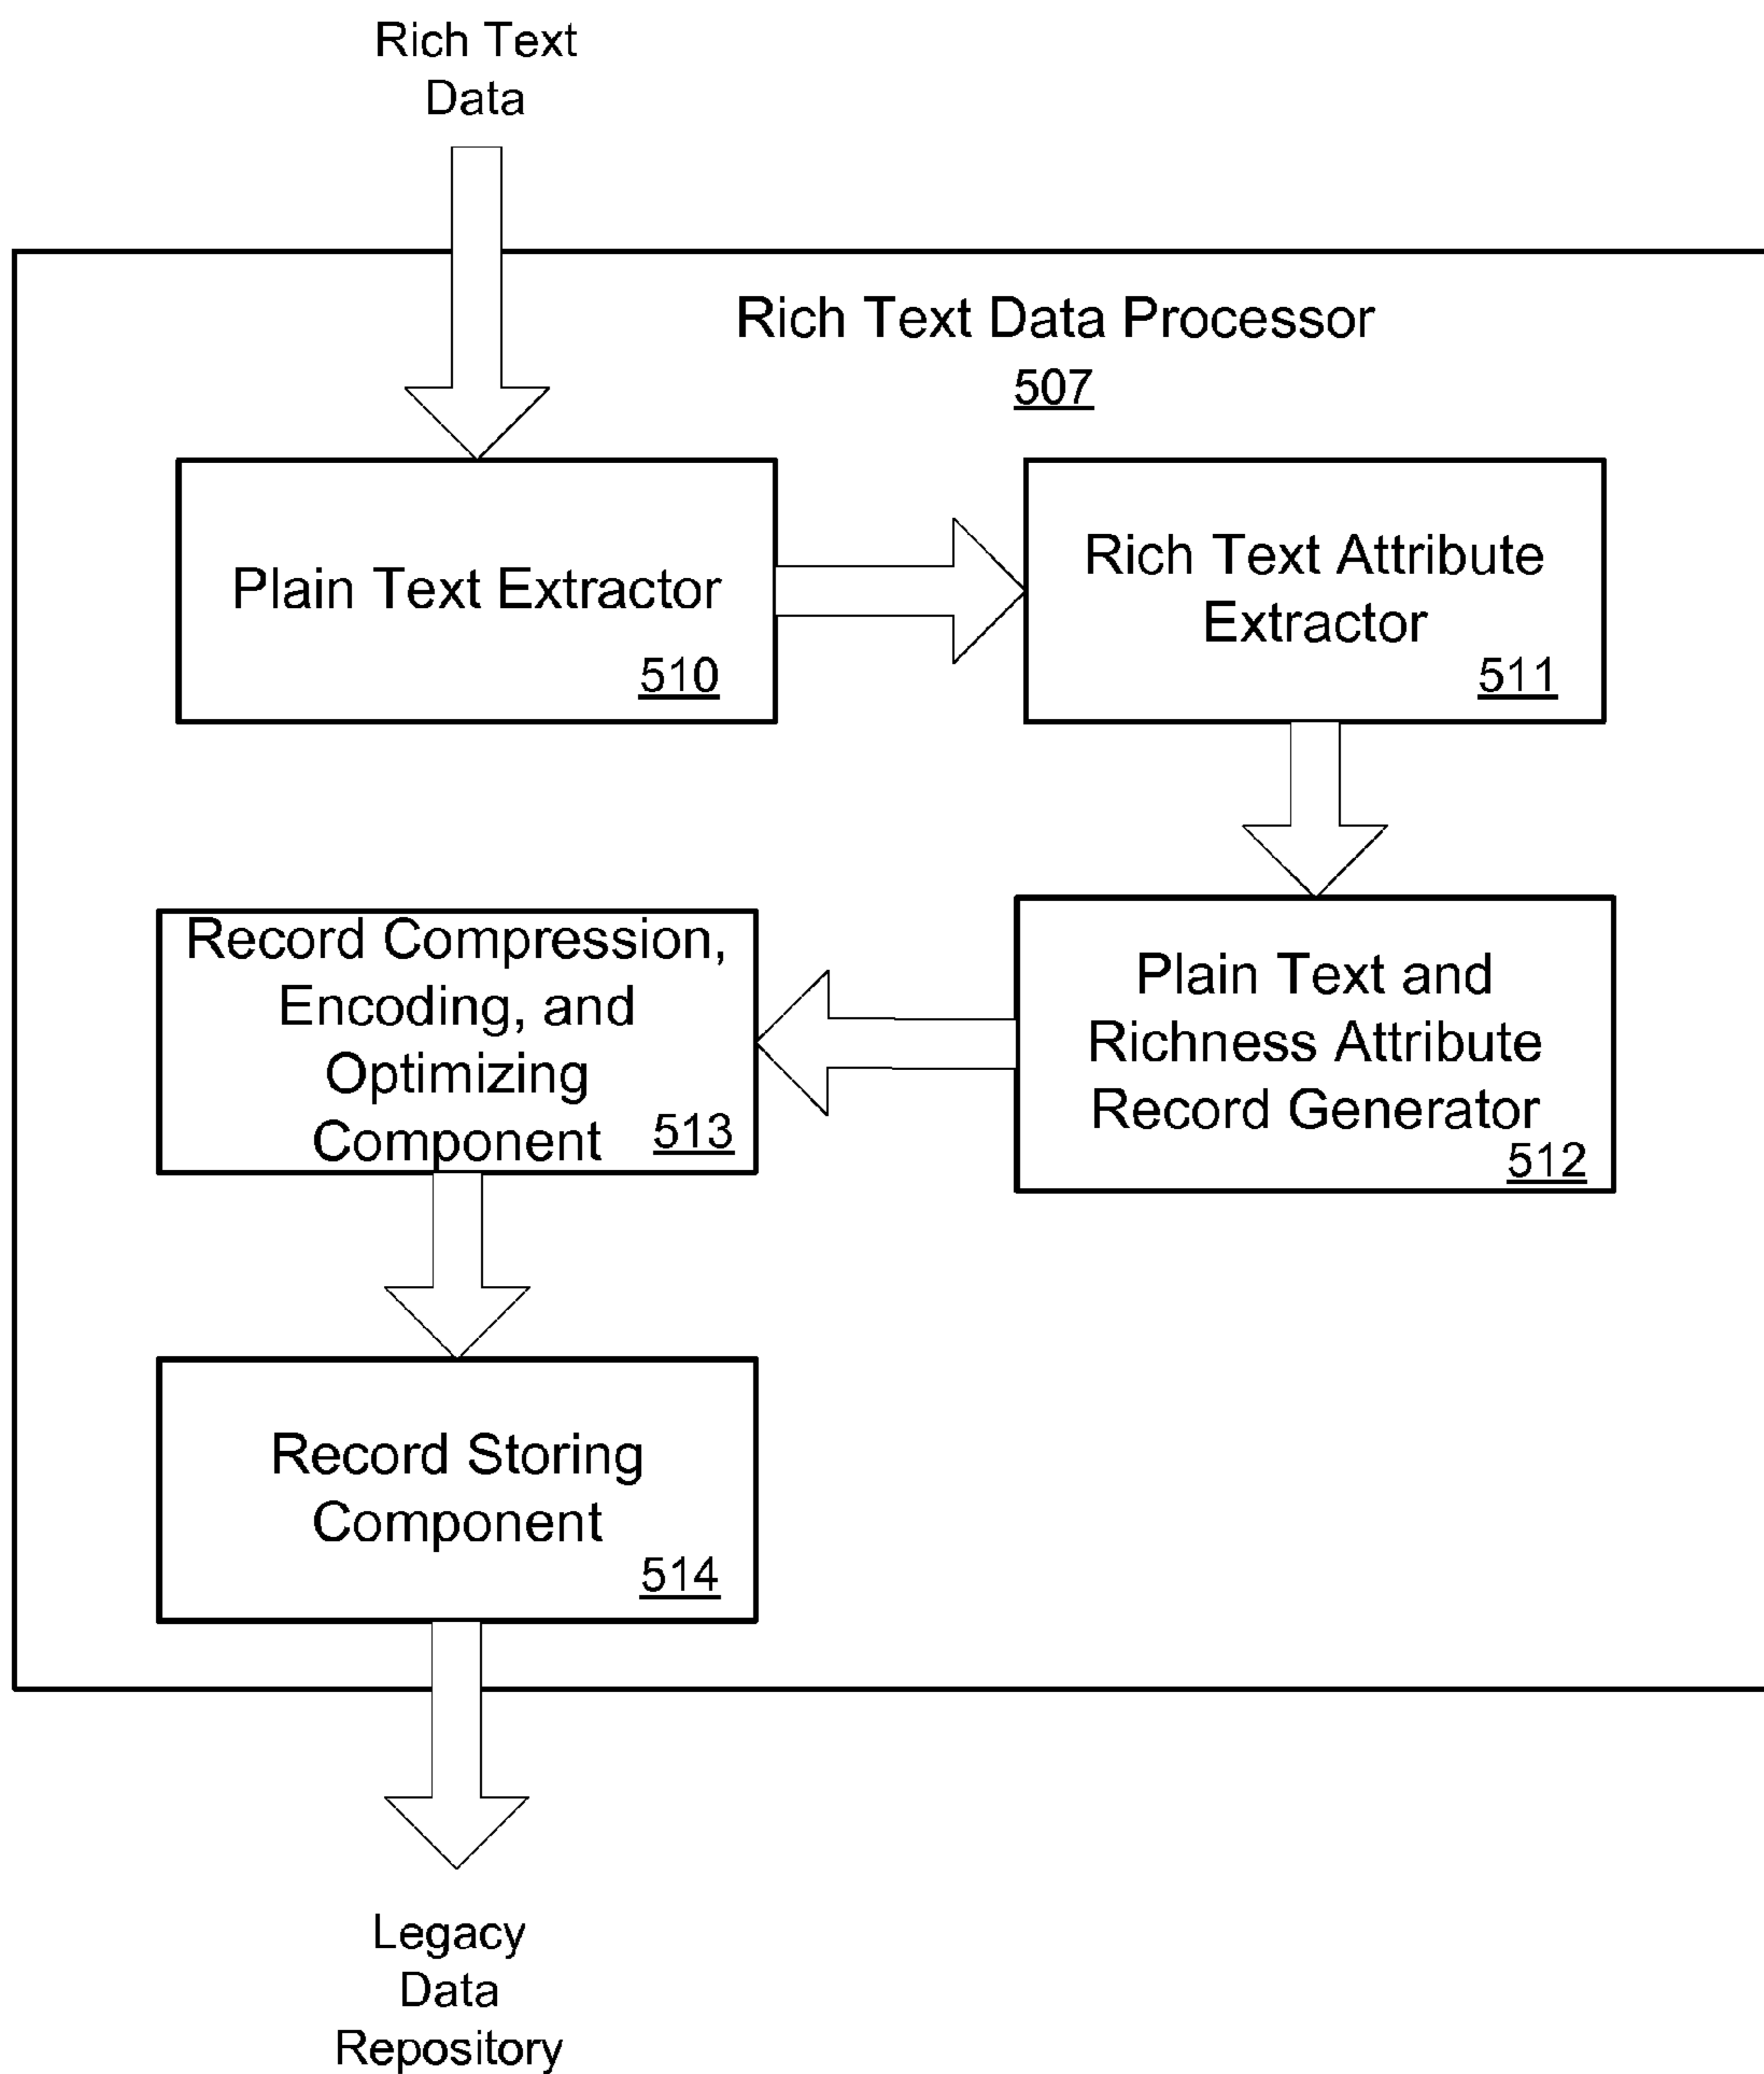 Rich Text
Data
Rich Text Data Processor
507
Plain Text Extractor
510
Rich Text Attribute
Extractor
511
Plain Text and
Richness Attribute
Record Generator
512
Record Compression,
Encoding, and
Optimizing
Component
513
Record Storing
Component
514
Legacy
Data
Repository